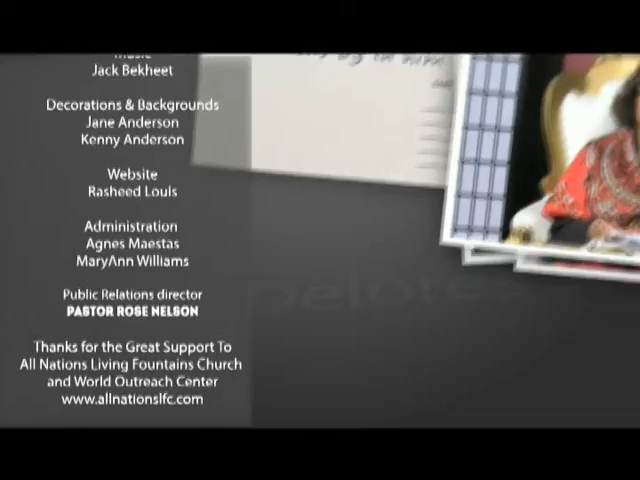 Music
Jack Bekheet
Decorations & Backgrounds
Jane Anderson
Kenny Anderson
Website
Rasheed Louis
Administration
Agnes Maestas
MaryAnn Williams
Public Relations director
PASTOR ROSE NELSON
Thanks for the Great Support To
All Nations Living Fountains Church
and World Outreach Center
www.allnationslfc.com